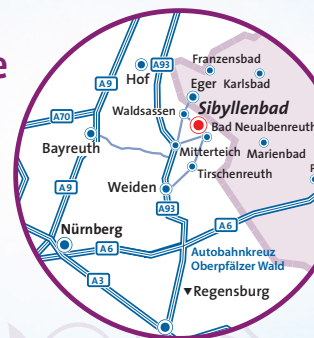 e
A93
Franzensbad
A9
Hof
Eger Karlsbad
A70
Waldsassen
Sibyllenbad
Bad Neualbenreuth
Bayreuth
Mitterteich
Marienbad
Tirschenreuth
A9
Weiden
A93
A6
Nürnberg
A6
Autobahnkreuz
Oberpfälzer Wald
A3
▼Regensburg